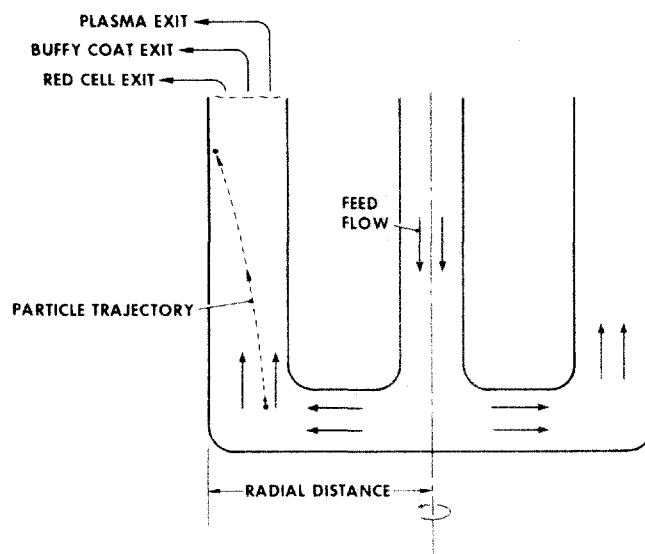 PLASMA EXIT
BUFFY COAT EXIT
RED CELL EXIT
FEED
FLOW
PARTICLE TRAJECTORY
RADIAL DISTANCE